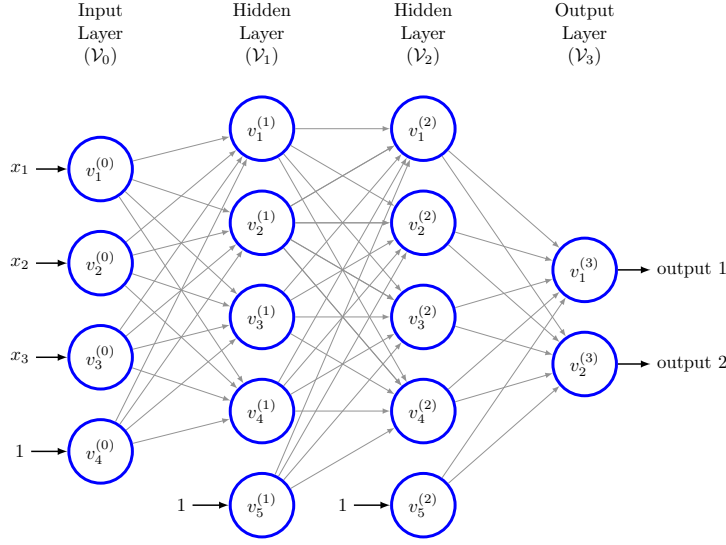 Input
Layer
(𝒱₀)
Hidden
Layer
(𝒱₁)
Hidden
Layer
(𝒱₂)
Output
Layer
(𝒱₃)
x₁
x₂
x₃
1
v₁⁽⁰⁾
v₂⁽⁰⁾
v₃⁽⁰⁾
v₄⁽⁰⁾
v₁⁽¹⁾
v₂⁽¹⁾
v₃⁽¹⁾
v₄⁽¹⁾
1
v₅⁽¹⁾
v₁⁽²⁾
v₂⁽²⁾
v₃⁽²⁾
v₄⁽²⁾
1
v₅⁽²⁾
v₁⁽³⁾
v₂⁽³⁾
output 1
output 2